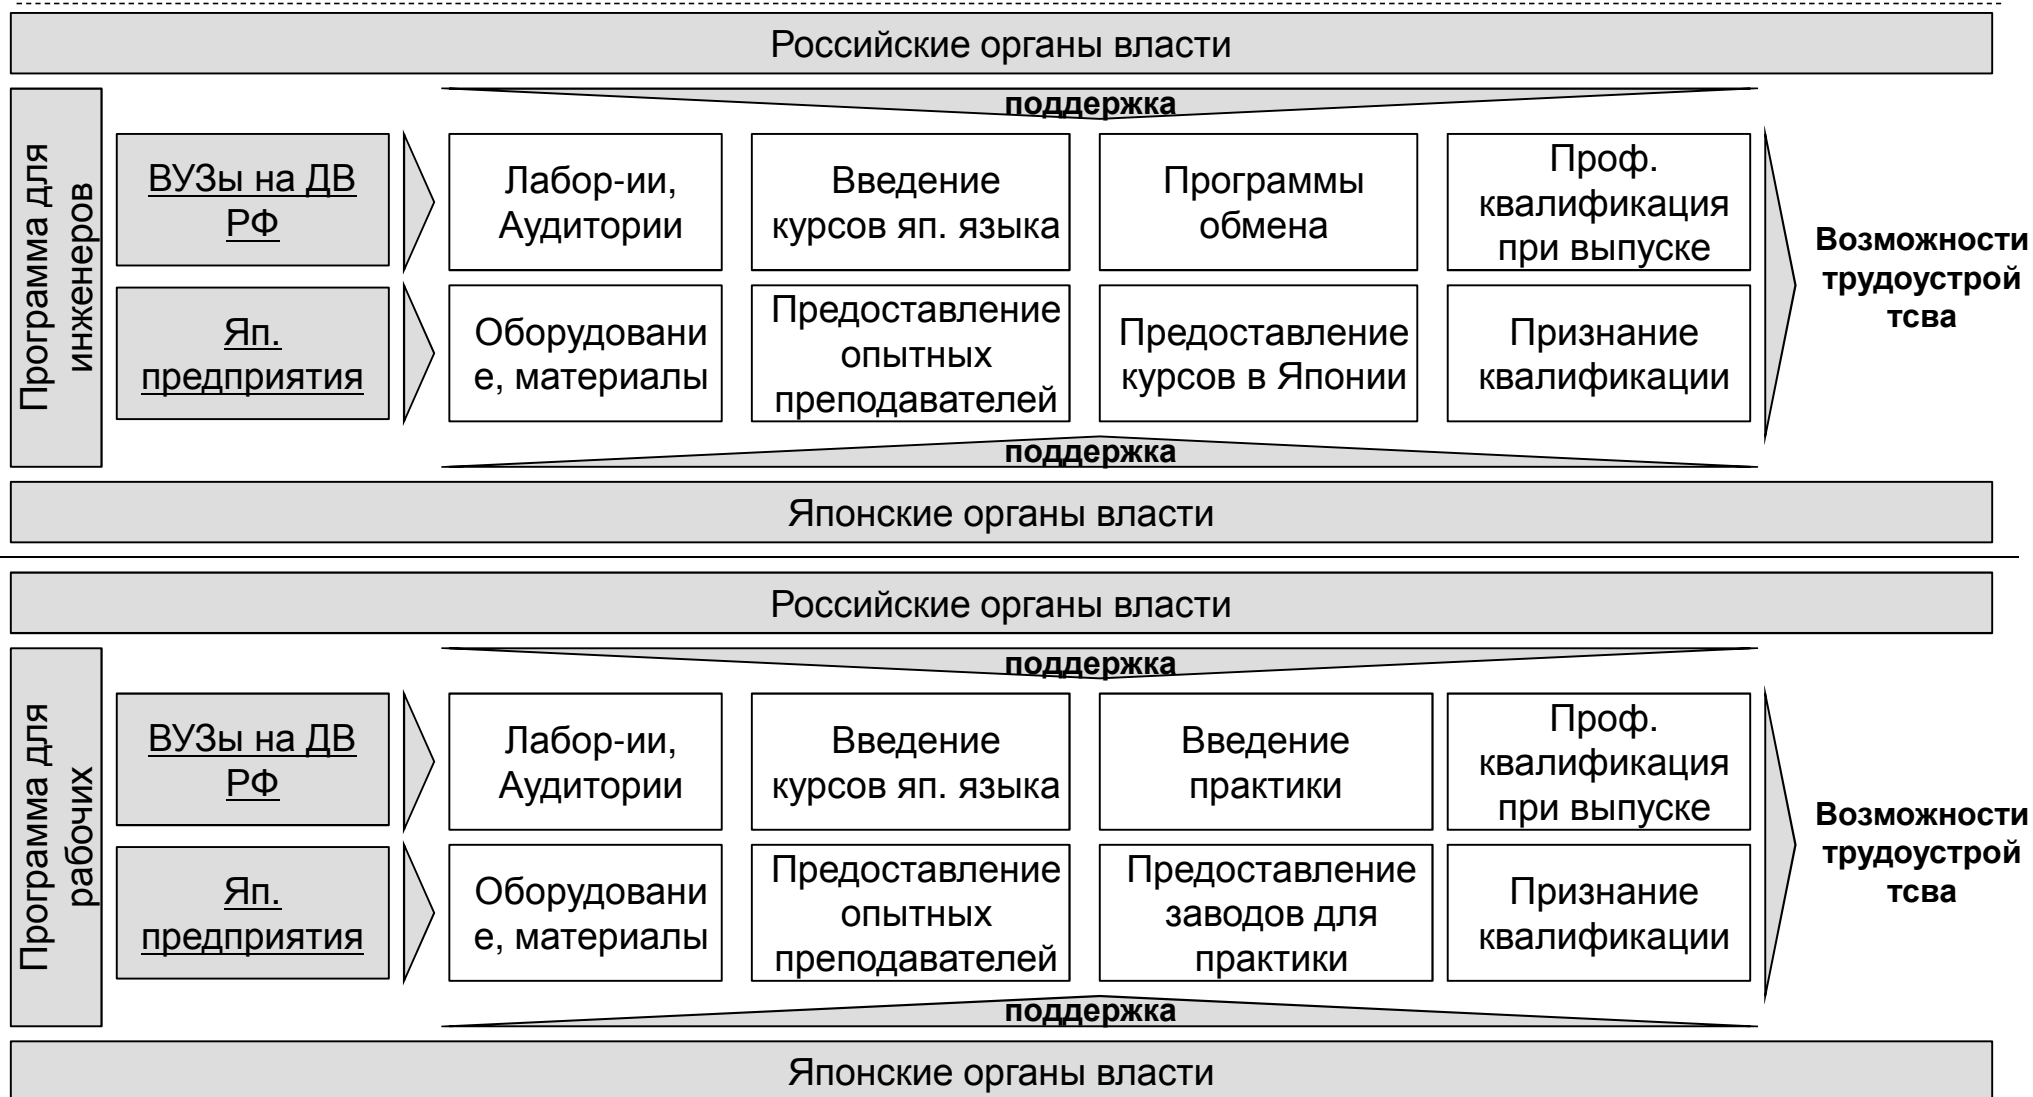 Российские органы власти
поддержка
Программа для
инженеров
ВУЗы на ДВ
РФ
Лабор-ии,
Аудитории
Введение
курсов яп. языка
Программы
обмена
Проф.
квалификация
при выпуске
Яп.
предприятия
Оборудовани
е, материалы
Предоставление
опытных
преподавателей
Предоставление
курсов в Японии
Признание
квалификации
Возможности
трудоустрой
тсва
поддержка
Японские органы власти
Российские органы власти
поддержка
Программа для
рабочих
ВУЗы на ДВ
РФ
Лабор-ии,
Аудитории
Введение
курсов яп. языка
Введение
практики
Проф.
квалификация
при выпуске
Яп.
предприятия
Оборудовани
е, материалы
Предоставление
опытных
преподавателей
Предоставление
заводов для
практики
Признание
квалификации
Возможности
трудоустрой
тсва
поддержка
Японские органы власти